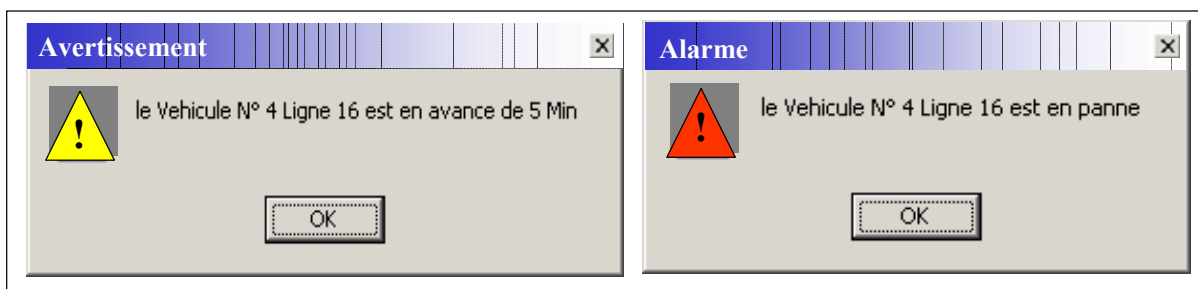 Avertissement
le Vehicule N° 4 Ligne 16 est en avance de 5 Min
!
OK
Alarme
le Vehicule N° 4 Ligne 16 est en panne
!
OK